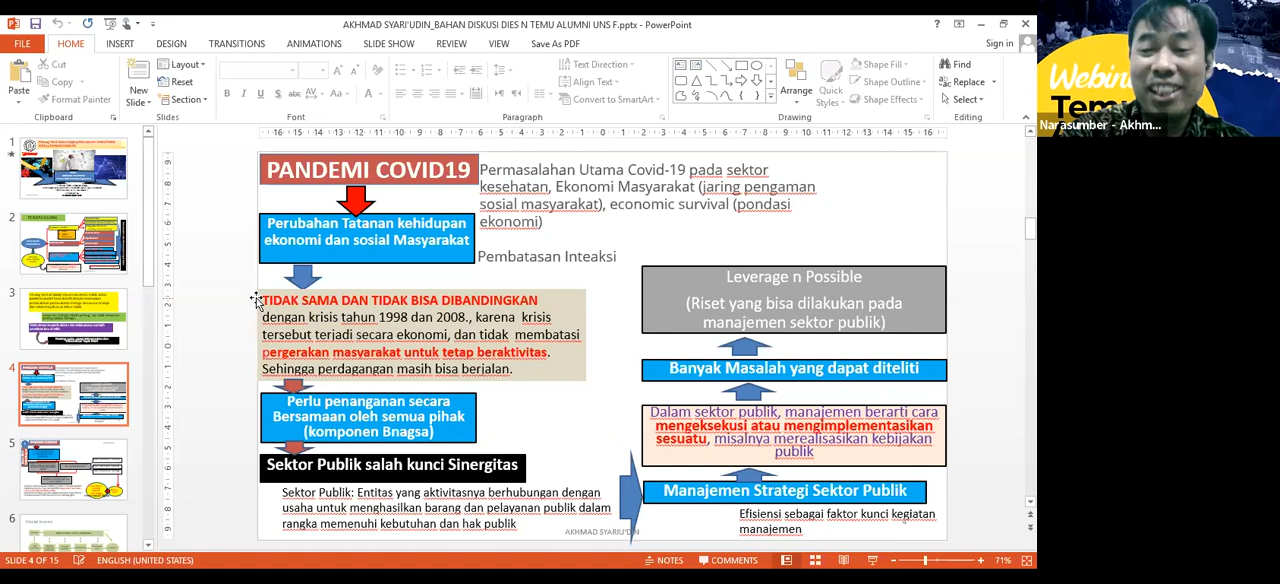 AKHMAD SYARI'UDIN_BAHAN DISKUSI DIES N TEMU ALUMNI UNS F.pptx - PowerPoint
FILE HOME INSERT DESIGN TRANSITIONS ANIMATIONS SLIDE SHOW REVIEW VIEW Save As PDF Sign in
Paste
Cut
Copy
Format Painter
Clipboard
New
Slide
Layout
Reset
Section
Slides
Font
Text Direction
Align Text
Convert to SmartArt
Paragraph
Arrange
Quick
Styles
Shape Fill
Shape Outline
Shape Effects
Drawing
Find
Replace
Select
Editing
Webin
Temu
Narasumber - Akhm...
1
2
3
4
5
6
PANDEMI COVID19
Permasalahan Utama Covid-19 pada sektor
kesehatan, Ekonomi Masyarakat (jaring pengaman
sosial masyarakat), economic survival (pondasi
ekonomi)
Perubahan Tatanan kehidupan
ekonomi dan sosial Masyarakat
Pembatasan Inteaksi
TIDAK SAMA DAN TIDAK BISA DIBANDINGKAN
dengan krisis tahun 1998 dan 2008., karena krisis
tersebut terjadi secara ekonomi, dan tidak membatasi
pergerakan masyarakat untuk tetap beraktivitas.
Sehingga perdagangan masih bisa berjalan.
Perlu penanganan secara
Bersamaan oleh semua pihak
(komponen Bnagsa)
Sektor Publik salah kunci Sinergitas
Sektor Publik: Entitas yang aktivitasnya berhubungan dengan
usaha untuk menghasilkan barang dan pelayanan publik dalam
rangka memenuhi kebutuhan dan hak publik
Leverage n Possible
(Riset yang bisa dilakukan pada
manajemen sektor publik)
Banyak Masalah yang dapat diteliti
Dalam sektor publik, manajemen berarti cara
mengeksekusi atau mengimplementasikan
sesuatu, misalnya merealisasikan kebijakan
publik
Manajemen Strategi Sektor Publik
Efisiensi sebagai faktor kunci kegiatan
manajemen
AKHMAD SYARIU'DIN
SLIDE 4 OF 15 ENGLISH (UNITED STATES) NOTES COMMENTS 71%